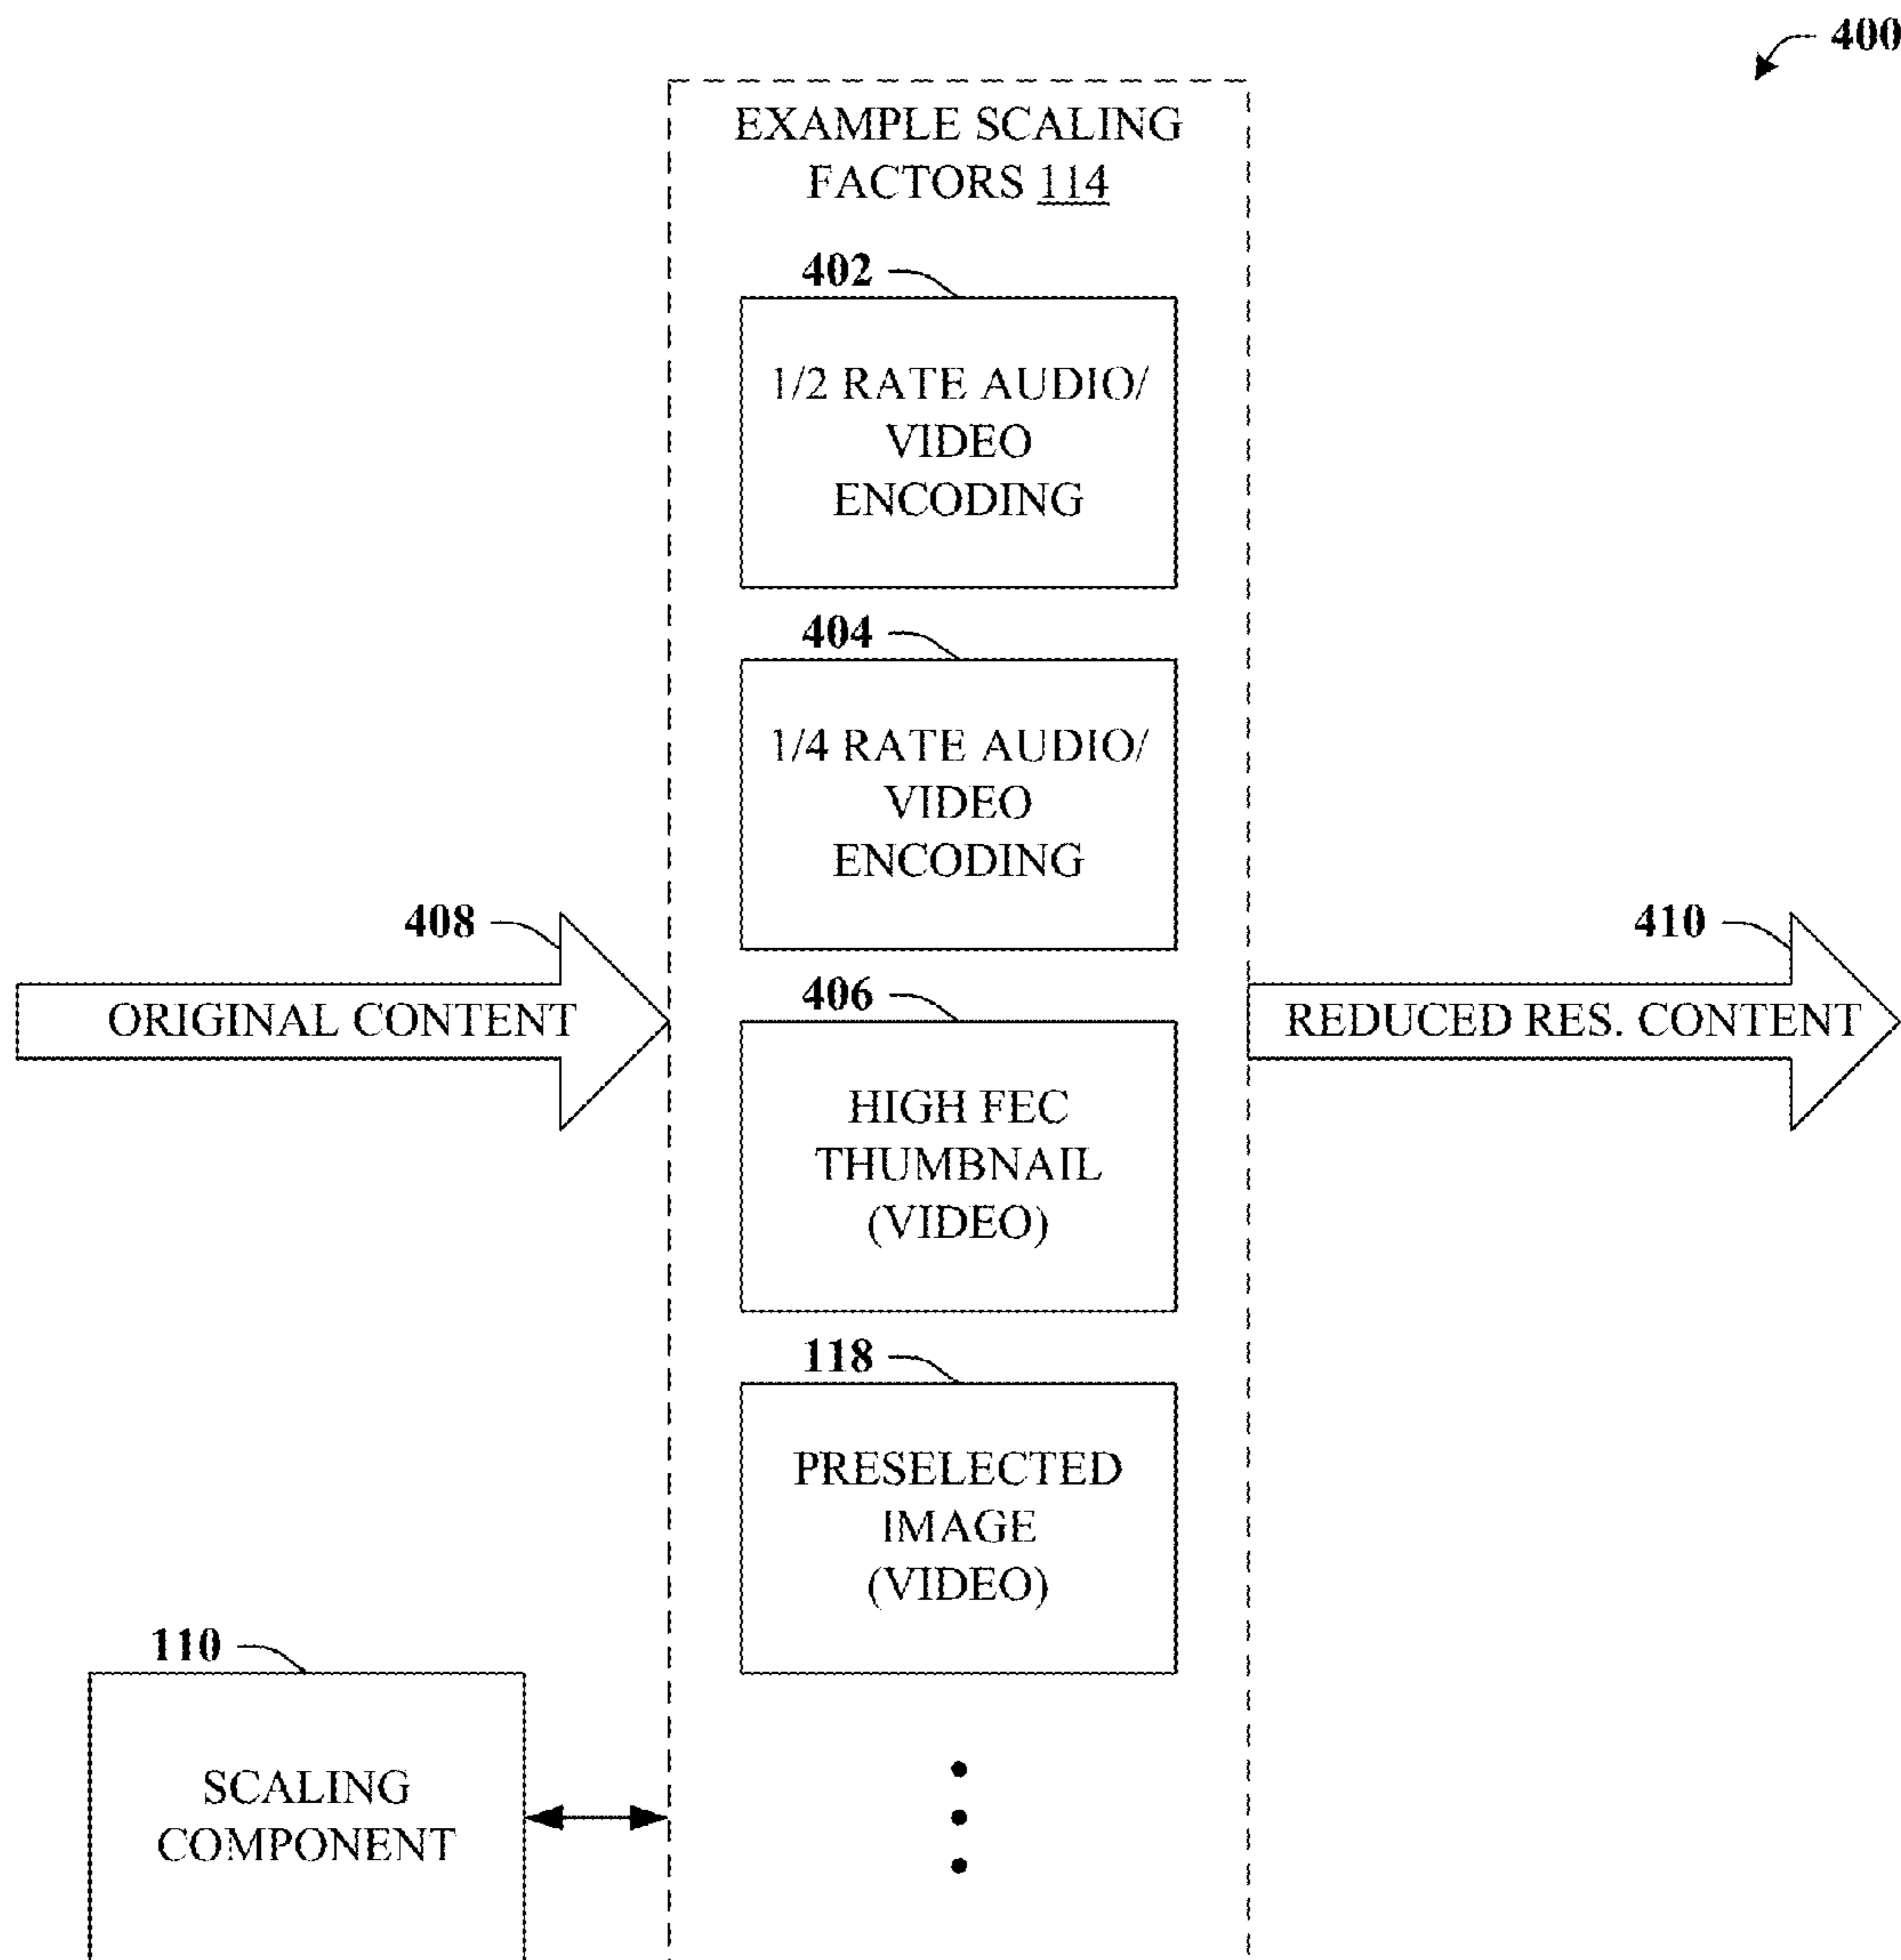 400
EXAMPLE SCALING
FACTORS 114
402
1/2 RATE AUDIO/
VIDEO
ENCODING
404
1/4 RATE AUDIO/
VIDEO
ENCODING
408
ORIGINAL CONTENT
410
REDUCED RES. CONTENT
406
HIGH FEC
THUMBNAIL
(VIDEO)
118
PRESELECTED
IMAGE
(VIDEO)
110
SCALING
COMPONENT